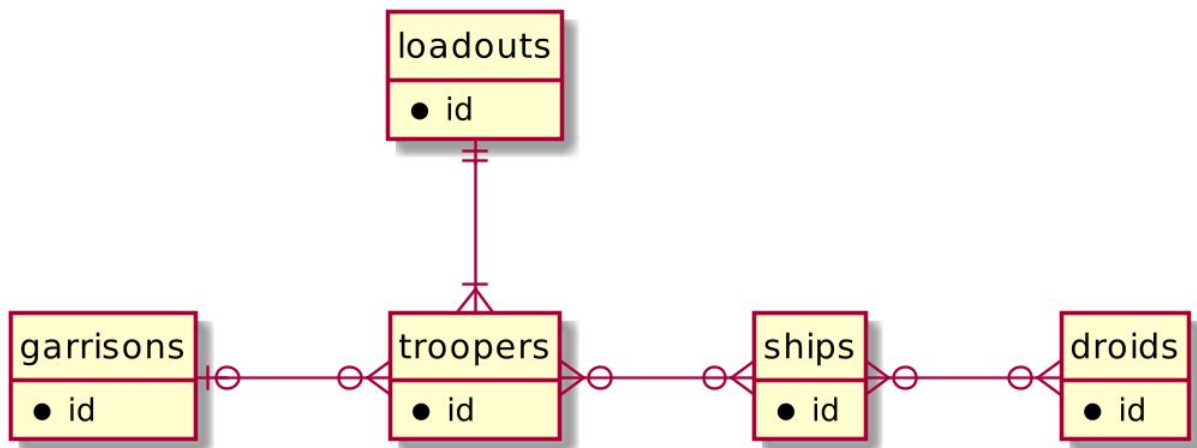 loadouts
id
garrisons
id
troopers
id
ships
id
droids
id